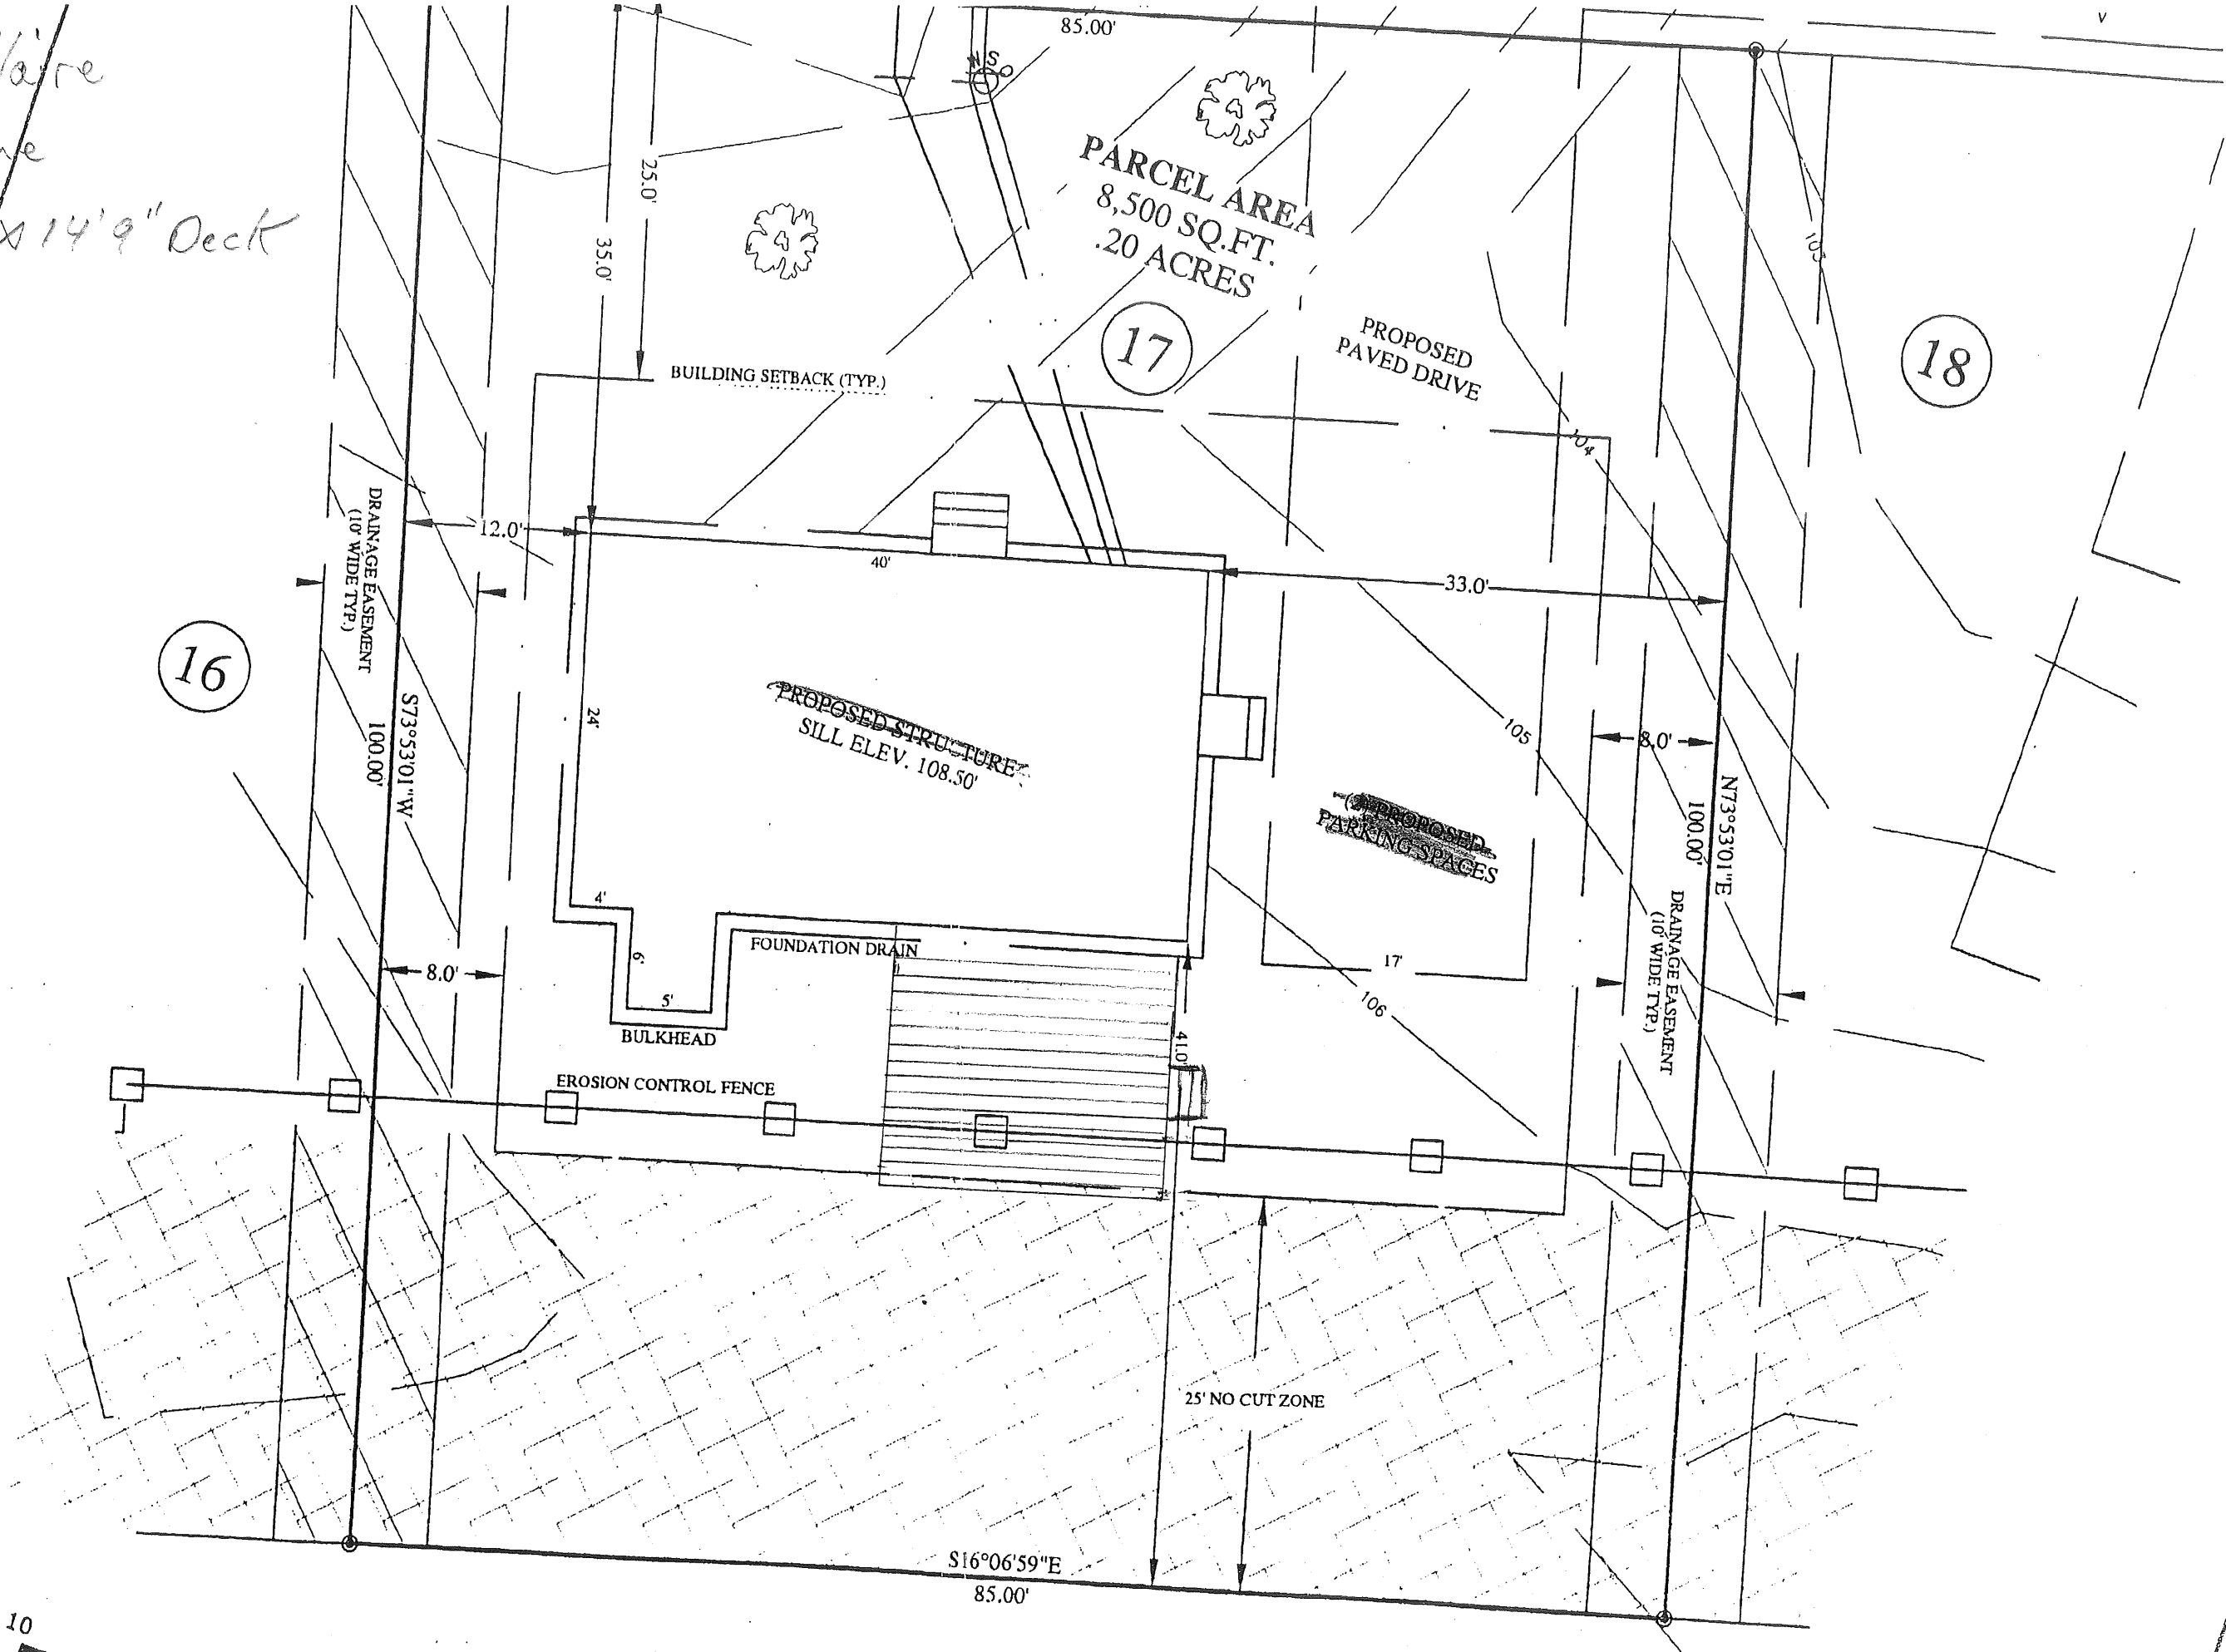 85.00'
W S
x 14'9" Deck
25.0'
35.0'
PARCEL AREA
8,500 SQ.FT.
.20 ACRES
17
18
103
PROPOSED
PAVED DRIVE
BUILDING SETBACK (TYP.)
104
DRAINAGE EASEMENT
(10' WIDE TYP.)
12.0'
40'
33.0'
16
24'
PROPOSED STRUCTURE
SILL ELEV. 108.50'
S73°53'01"W
100.00'
105
8.0'
N73°53'01"E
100.00'
(2) PROPOSED
PARKING SPACES
4'
6'
5'
FOUNDATION DRAIN
8.0'
BULKHEAD
17'
106
DRAINAGE EASEMENT
(10' WIDE TYP.)
41.0'
EROSION CONTROL FENCE
25' NO CUT ZONE
S16°06'59"E
85.00'
10